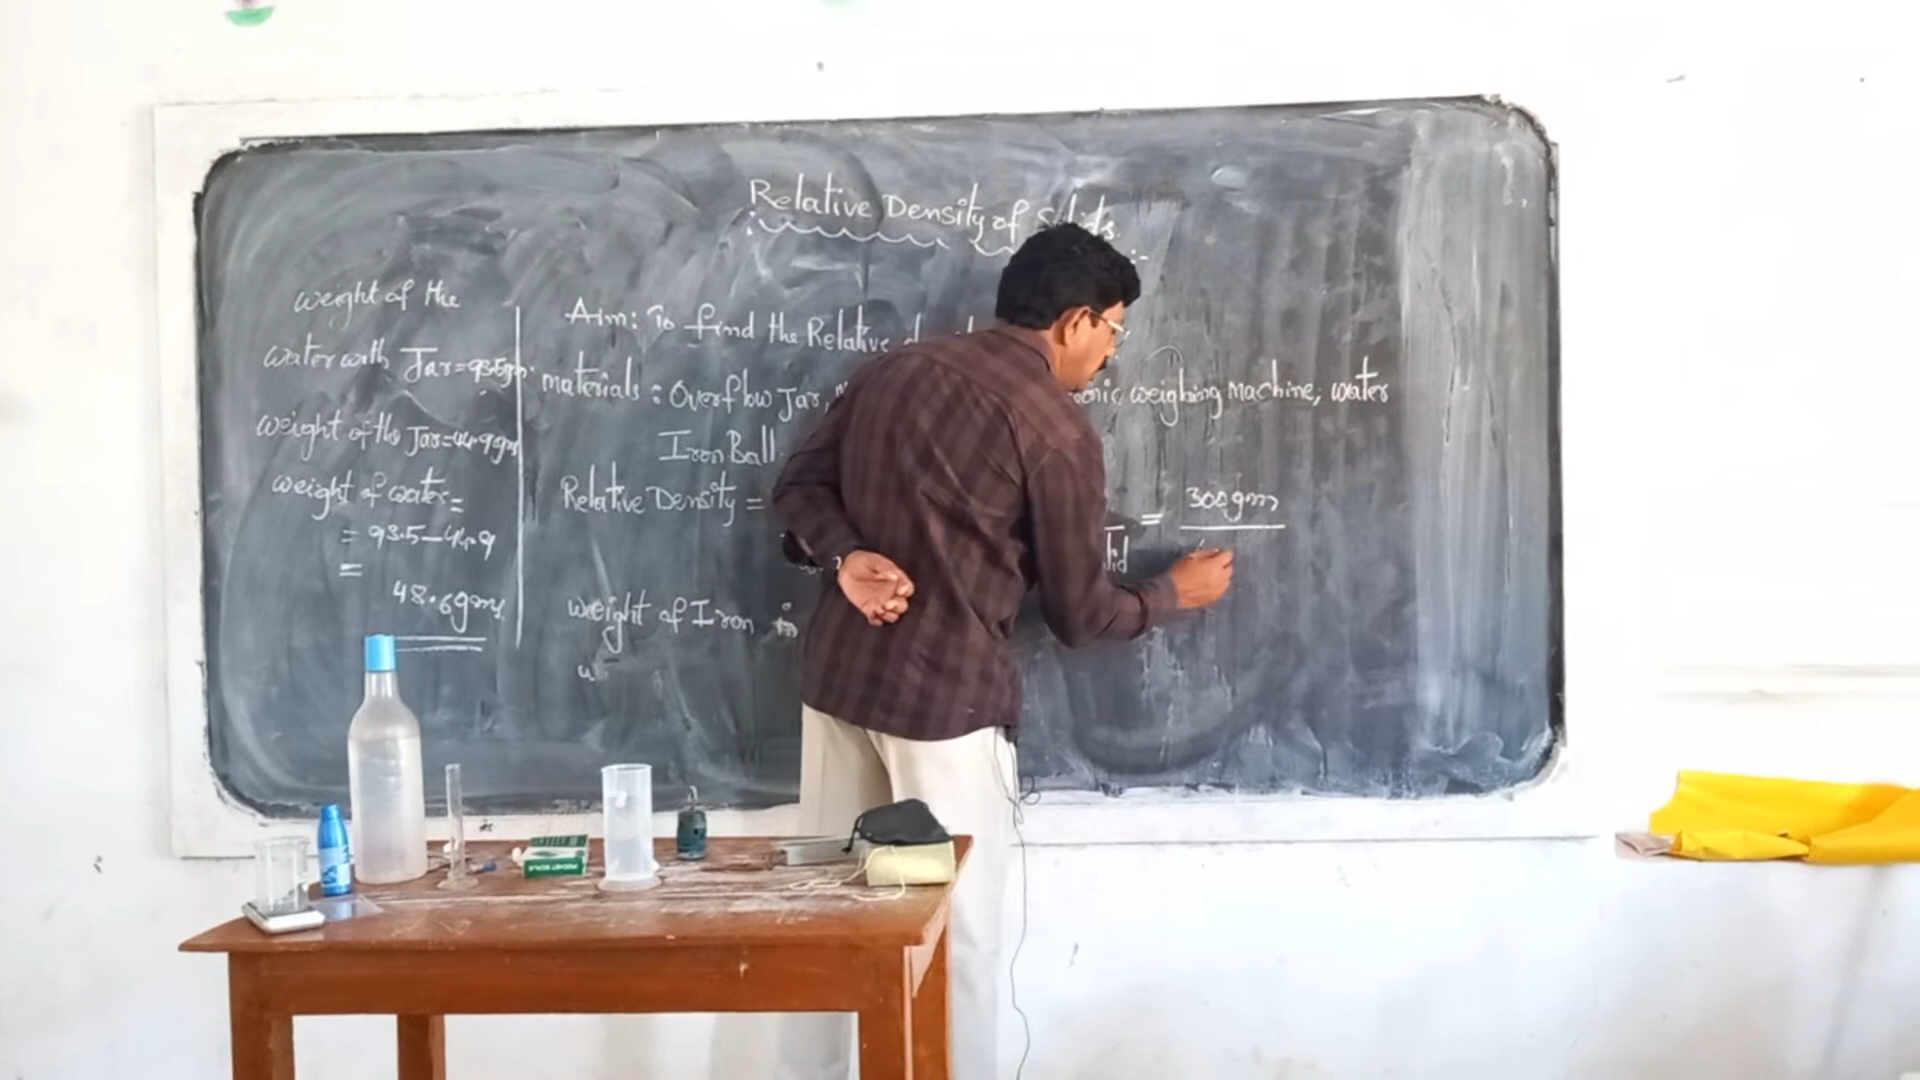 Relative Density of Solids.
weight of the
water with Jar = 93.5gm.
weight of the Jar = 44.9gms
weight of water =
= 93.5 - 44.9
=
48.6gms.
Aim: To find the Relative
materials : Overflow Jar, weighing machine, water
Iron Ball
Relative Density = = 300gm
weight of Iron in